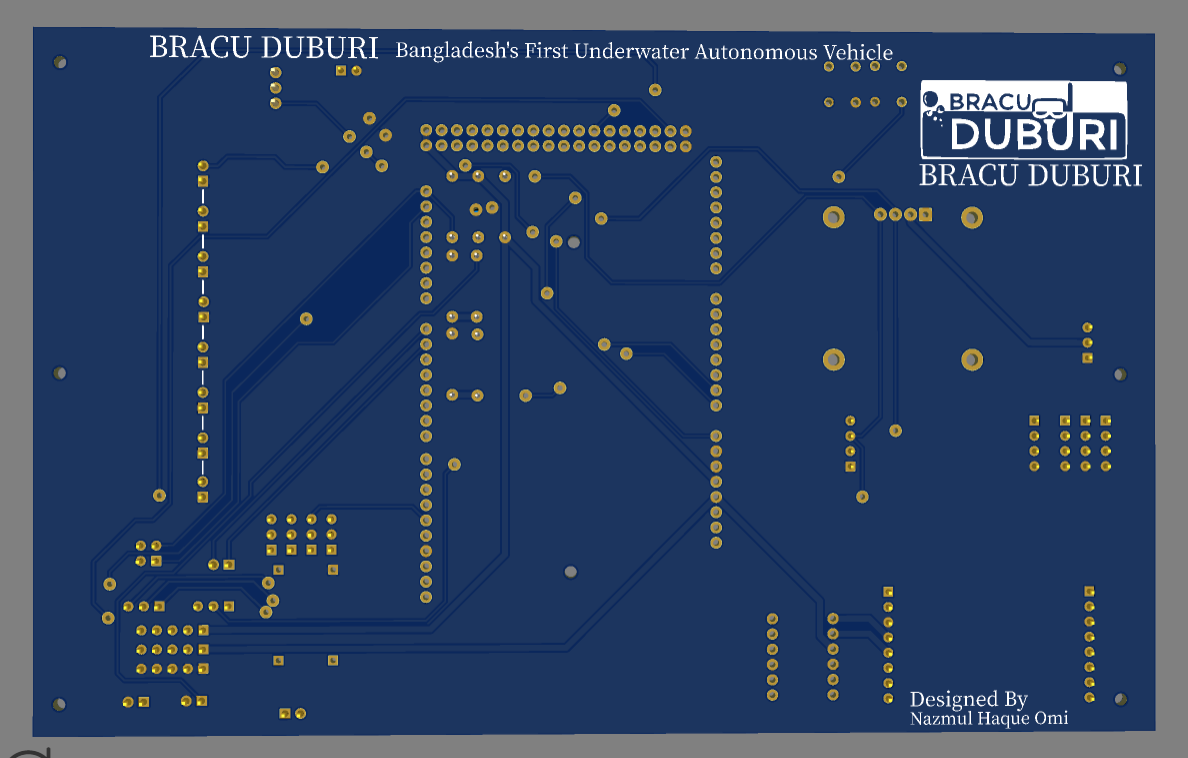 BRACU DUBURI Bangladesh's First Underwater Autonomous Vehicle
BRACU
DUBURI
BRACU DUBURI
Designed By
Nazmul Haque Omi